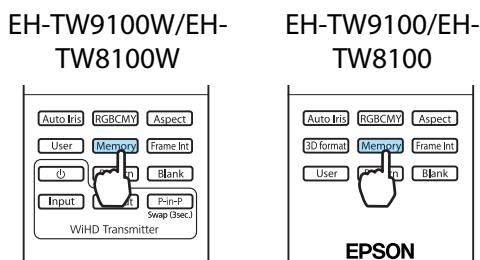 EH-TW9100W/EH-
TW8100W
Auto Iris RGBCMY Aspect
User Memory Frame Int
Blank
Input P-in-P
Swap (3sec.)
WiHD Transmitter
EH-TW9100/EH-
TW8100
Auto Iris RGBCMY Aspect
3D format Memory Frame Int
User Blank
EPSON